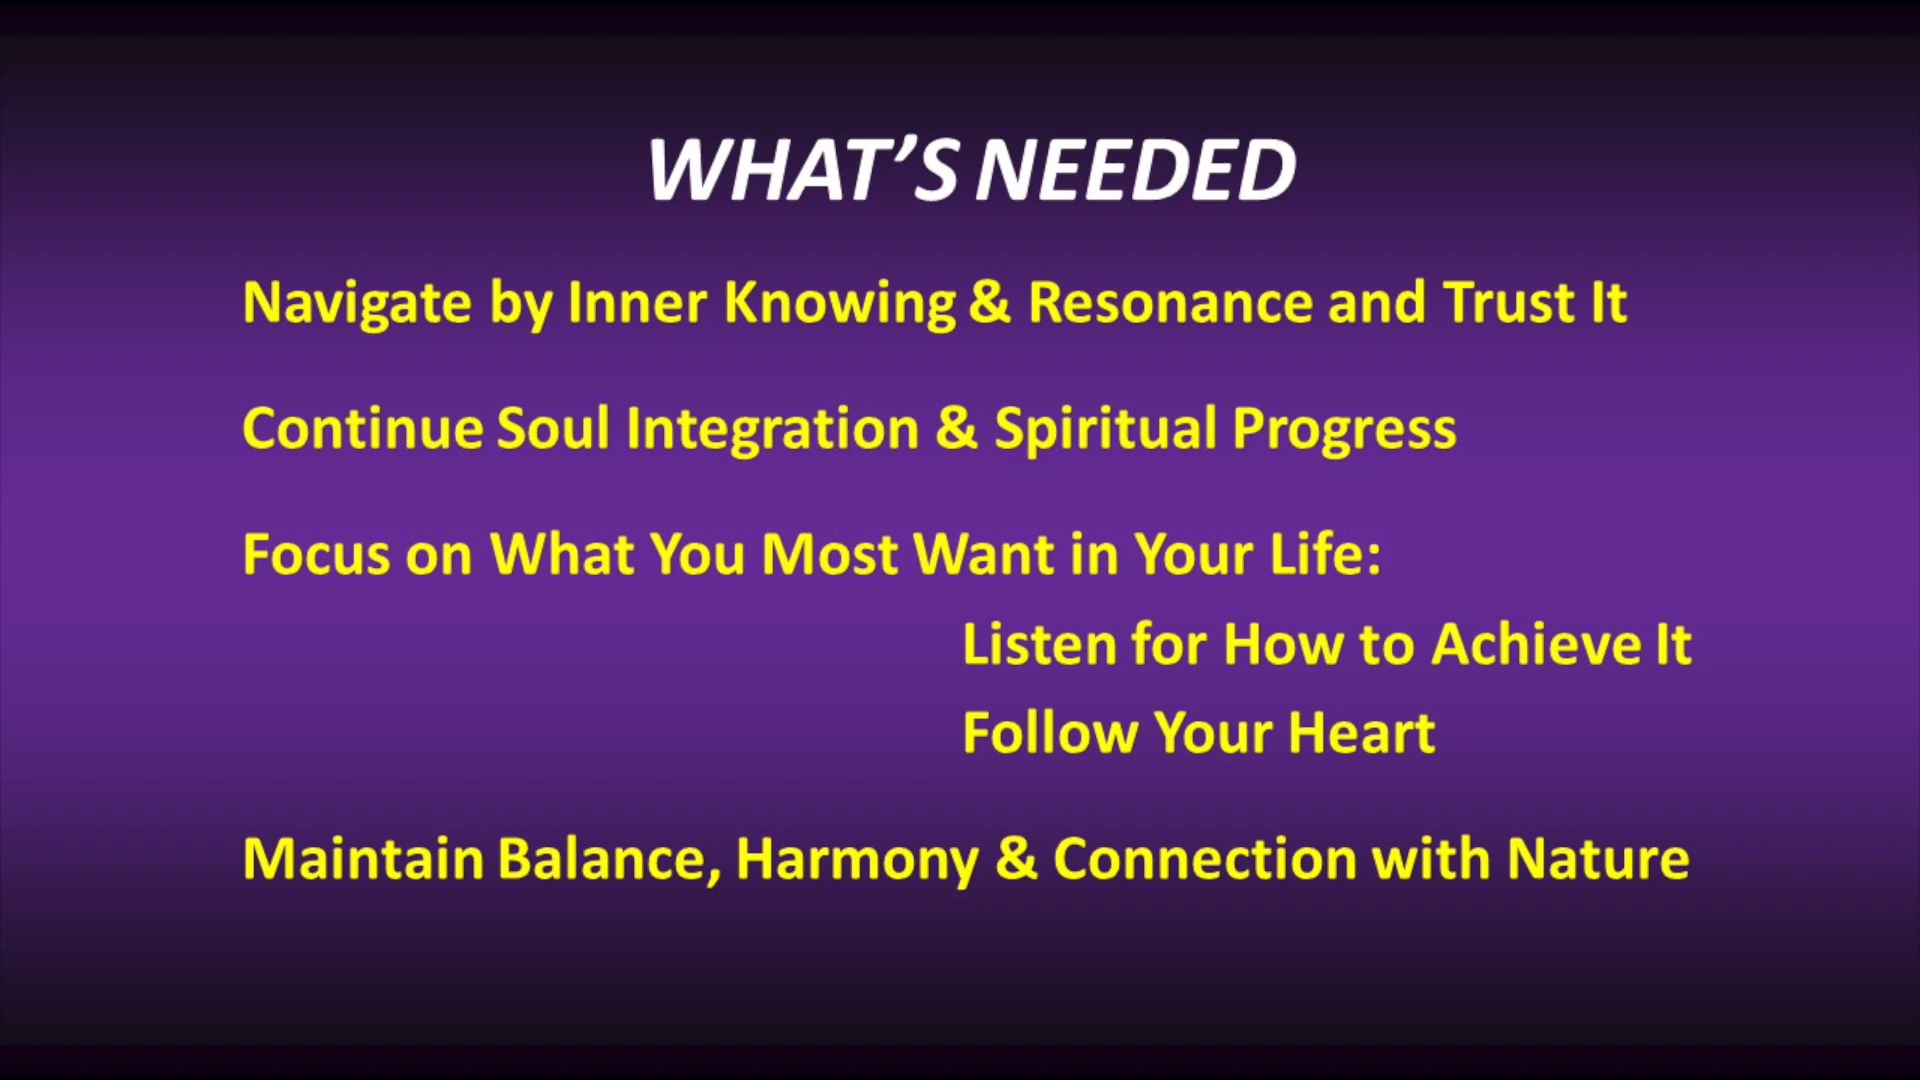 WHAT’S NEEDED
Navigate by Inner Knowing & Resonance and Trust It
Continue Soul Integration & Spiritual Progress
Focus on What You Most Want in Your Life:
Listen for How to Achieve It
Follow Your Heart
Maintain Balance, Harmony & Connection with Nature